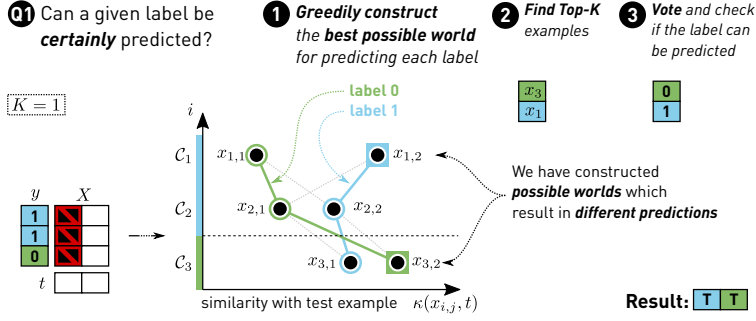 Q1 Can a given label be
certainly predicted?
1 Greedily construct
the best possible world
for predicting each label
2 Find Top-K
examples
3 Vote and check
if the label can
be predicted
K = 1
i
label 0
label 1
x₃
x₁
0
1
C₁
x₁,₁
x₁,₂
C₂
x₂,₁
x₂,₂
C₃
x₃,₁
x₃,₂
We have constructed
possible worlds which
result in different predictions
y X
1
1
0
t
similarity with test example κ(xᵢ,ⱼ, t)
Result: T T